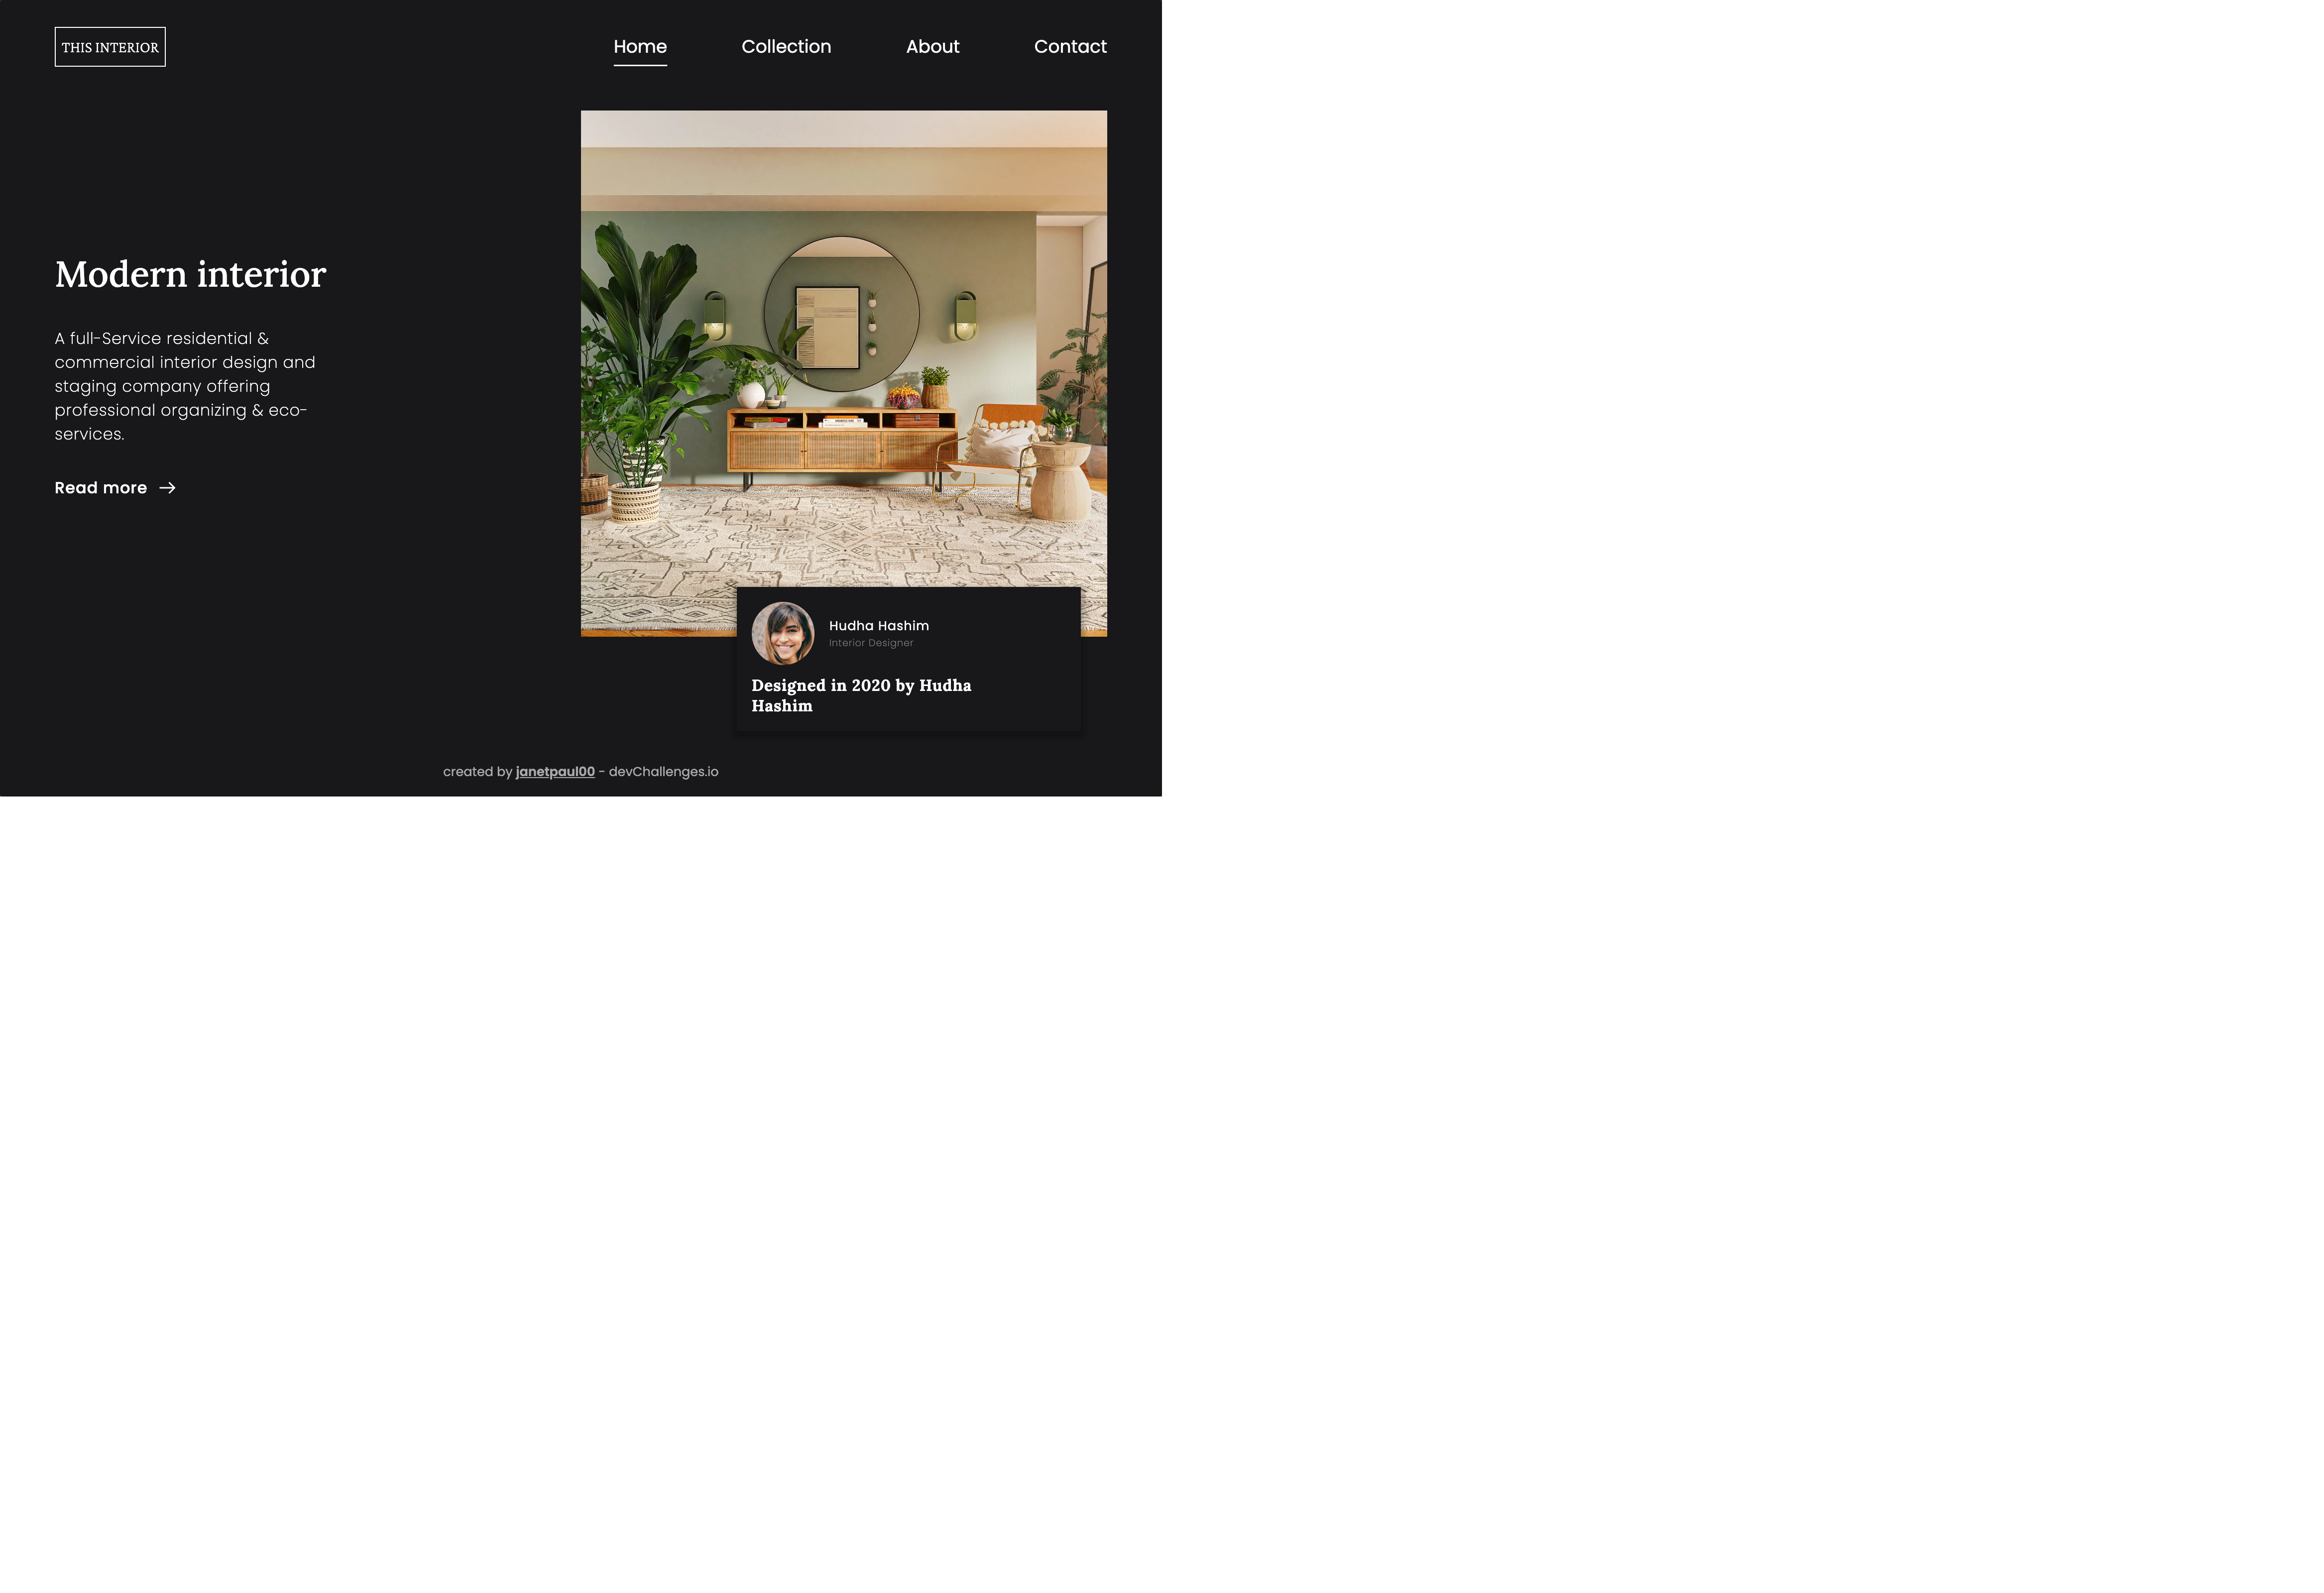 THIS INTERIOR
Home Collection About Contact
Modern interior
A full-Service residential &
commercial interior design and
staging company offering
professional organizing & eco-
services.
Read more
Hudha Hashim
Interior Designer
Designed in 2020 by Hudha
Hashim
created by janetpaul00 - devChallenges.io